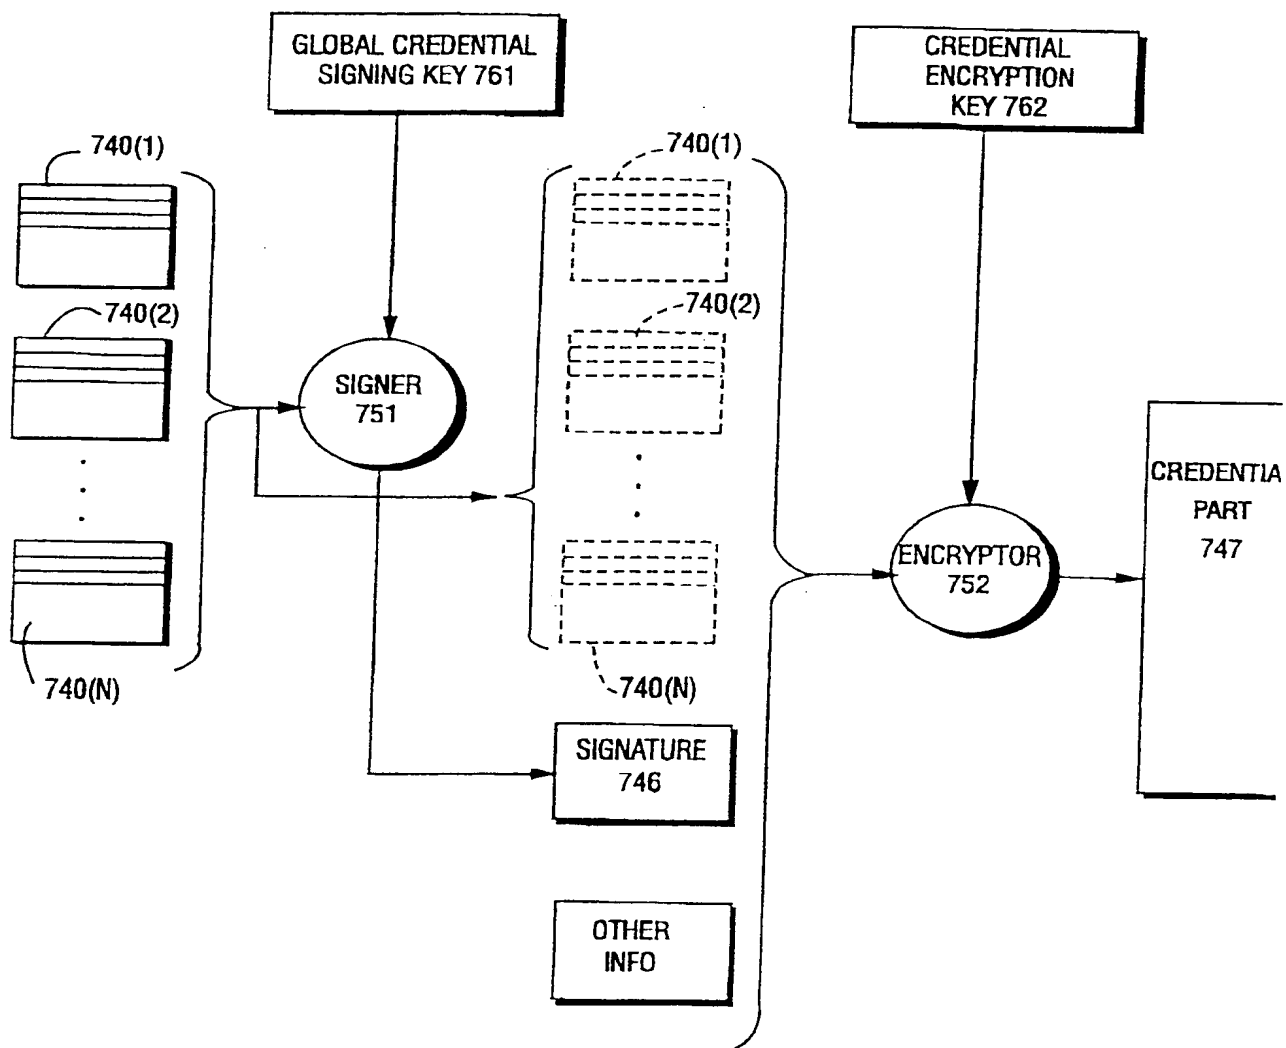 GLOBAL CREDENTIAL
SIGNING KEY 761
CREDENTIAL
ENCRYPTION
KEY 762
740(1)
740(1)
740(2)
740(2)
SIGNER
751
CREDENTIA
PART
747
ENCRYPTOR
752
740(N)
740(N)
SIGNATURE
746
OTHER
INFO